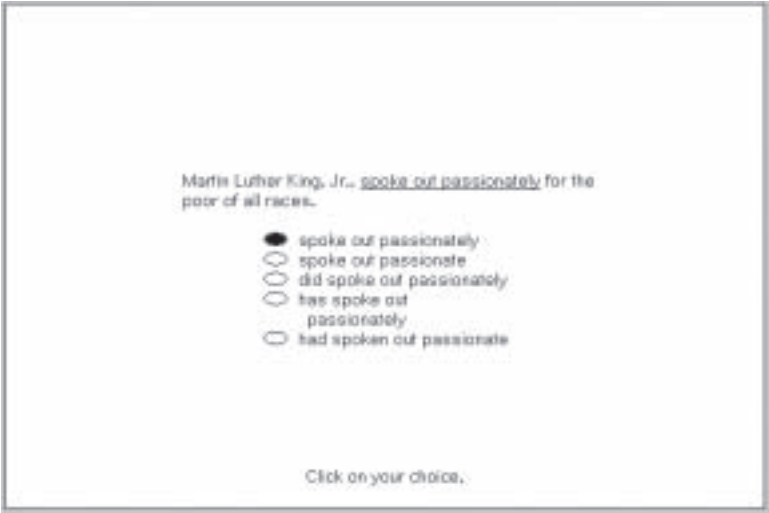 Martin Luther King, Jr., spoke out passionately for the
poor of all races.
spoke out passionately
spoke out passionate
did spoke out passionately
has spoke out
passionately
had spoken out passionate
Click on your choice.